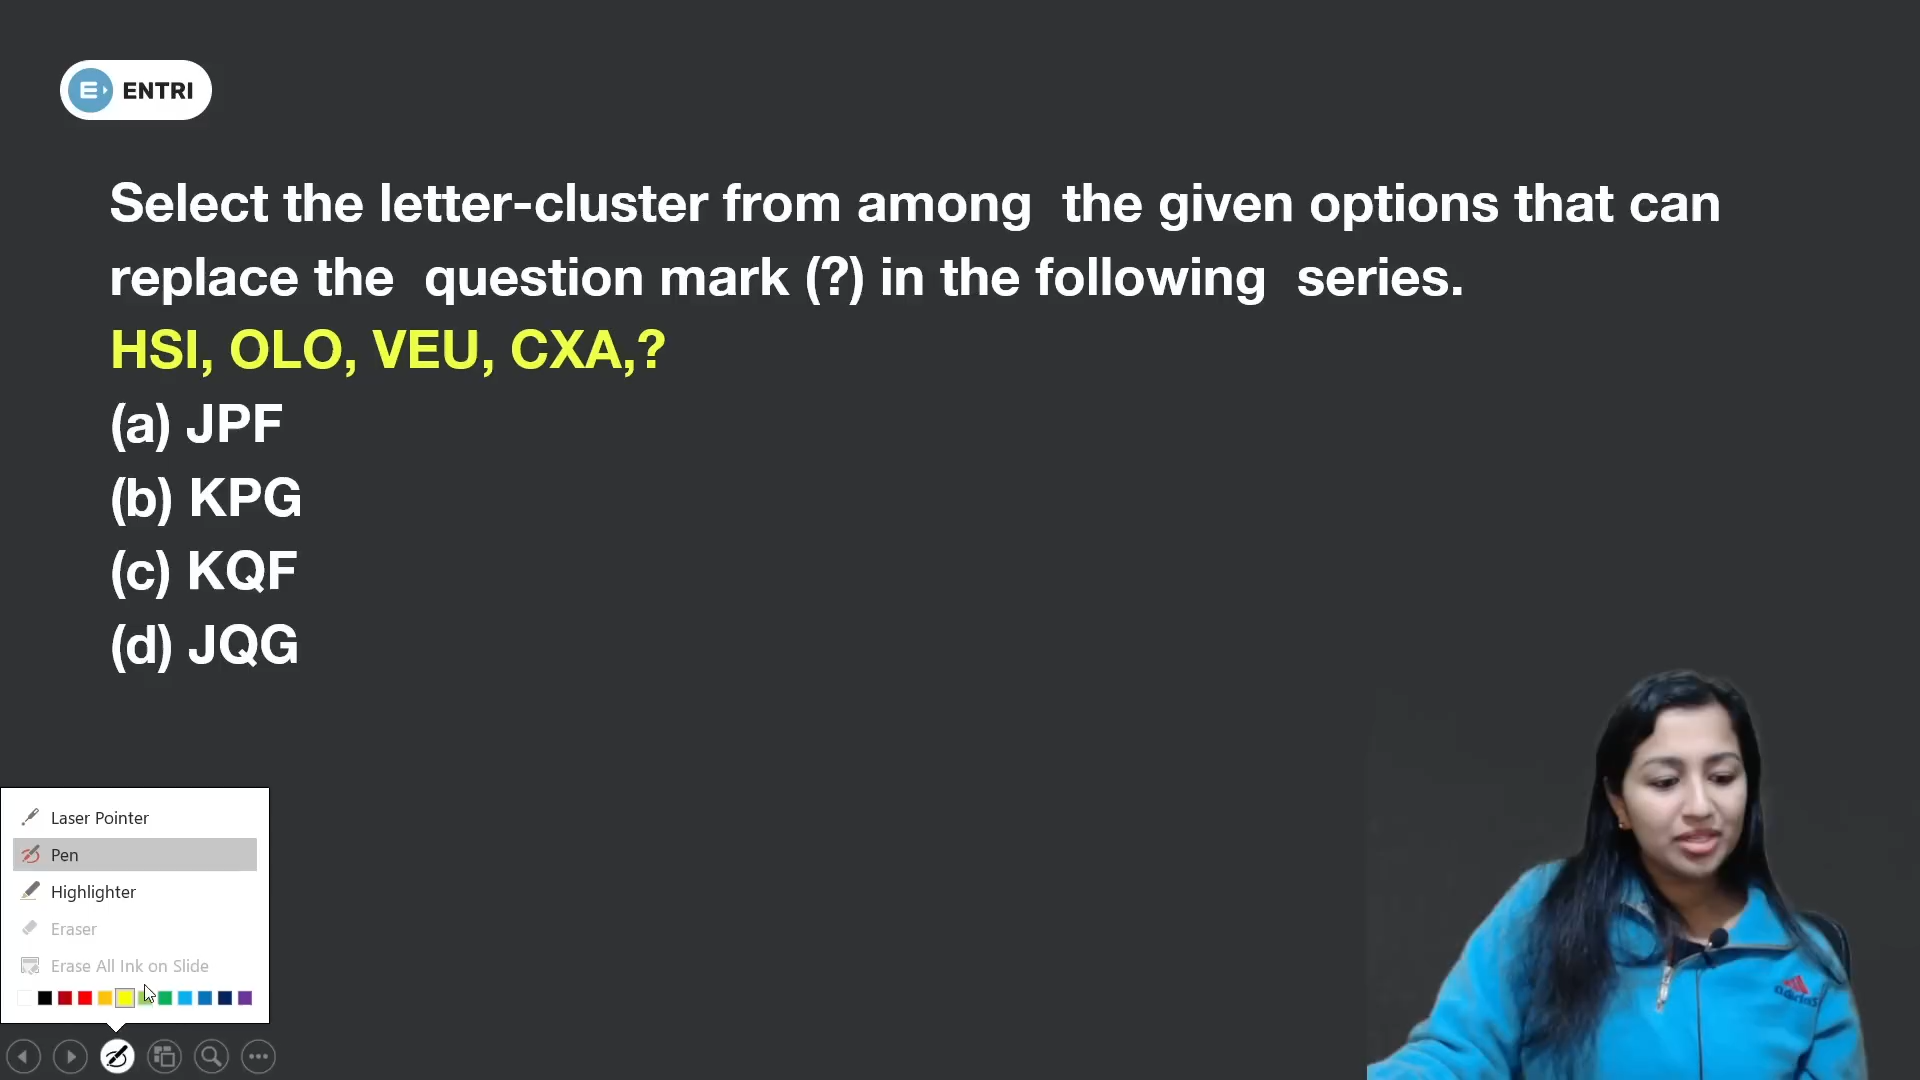 ENTRI
Select the letter-cluster from among the given options that can
replace the question mark (?) in the following series.
HSI, OLO, VEU, CXA,?
(a) JPF
(b) KPG
(c) KQF
(d) JQG
Laser Pointer
Pen
Highlighter
Eraser
Erase All Ink on Slide
adidas